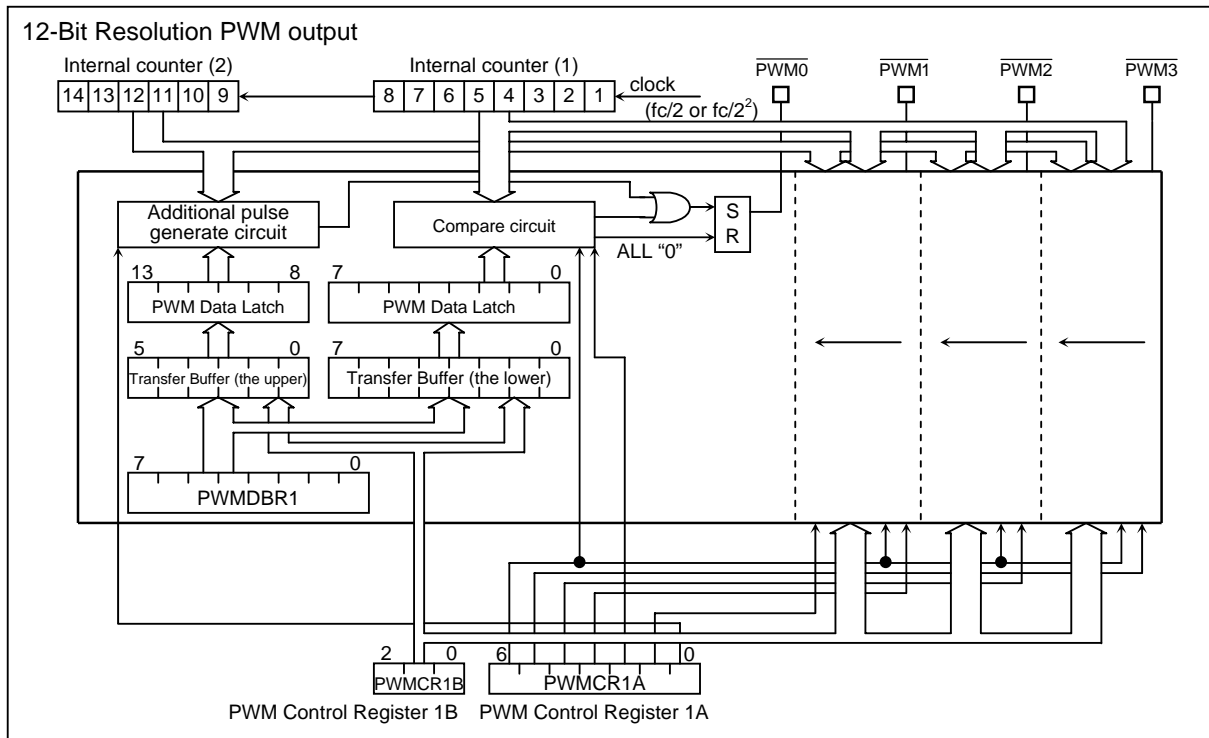 12-Bit Resolution PWM output
Internal counter (2)
Internal counter (1)
PWM0
PWM1
PWM2
PWM3
14 13 12 11 10 9
8 7 6 5 4 3 2 1
clock
(fc/2 or fc/2²)
Additional pulse
generate circuit
Compare circuit
S
R
ALL “0”
13 8
7 0
PWM Data Latch
PWM Data Latch
5 0
7 0
Transfer Buffer (the upper)
Transfer Buffer (the lower)
7 0
PWMDBR1
2 0
6 0
PWMCR1B
PWMCR1A
PWM Control Register 1B
PWM Control Register 1A